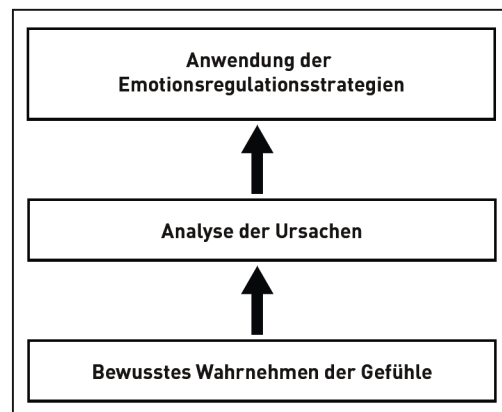 Anwendung der
Emotionsregulationsstrategien
Analyse der Ursachen
Bewusstes Wahrnehmen der Gefühle